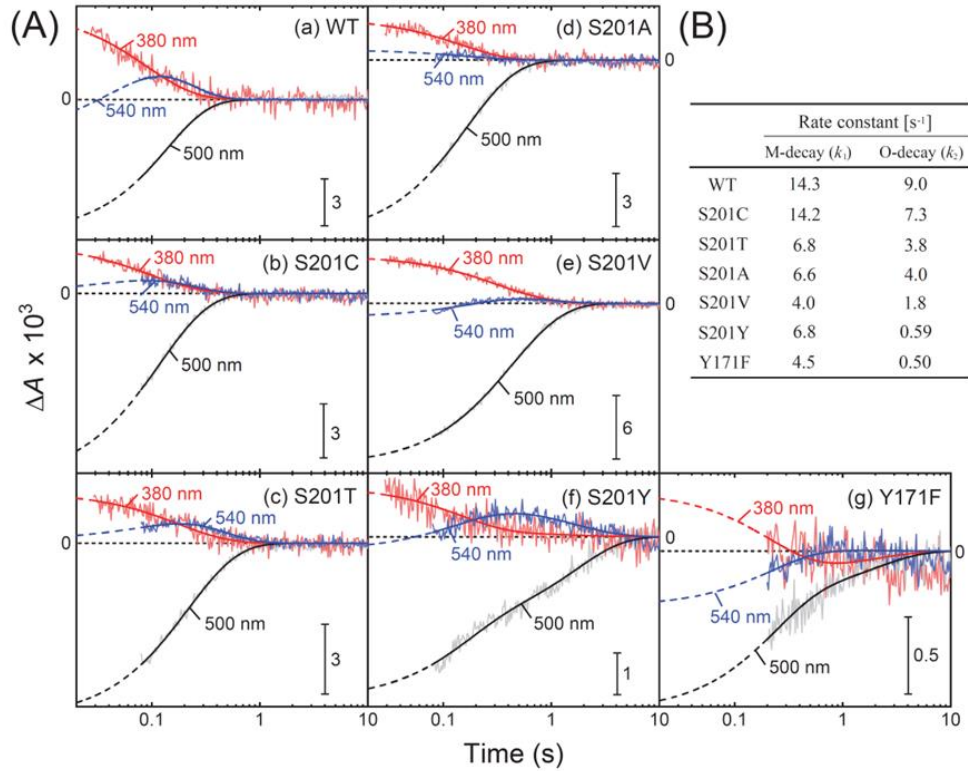 (A)
(a) WT
380 nm
0
540 nm
500 nm
3
(d) S201A
380 nm
0
540 nm
500 nm
3
(b) S201C
380 nm
0
540 nm
500 nm
3
(e) S201V
380 nm
0
540 nm
500 nm
6
(c) S201T
380 nm
540 nm
0
500 nm
3
(f) S201Y
380 nm
0
540 nm
500 nm
1
(g) Y171F
380 nm
0
540 nm
500 nm
0.5
ΔA x 10³
0.1 1 10
0.1 1 10
0.1 1 10
Time (s)
(B)
Rate constant [s⁻¹]
M-decay (k₁) O-decay (k₂)
WT 14.3 9.0
S201C 14.2 7.3
S201T 6.8 3.8
S201A 6.6 4.0
S201V 4.0 1.8
S201Y 6.8 0.59
Y171F 4.5 0.50